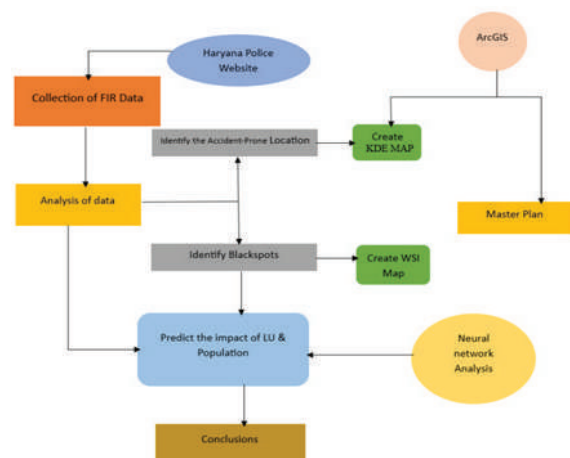 Haryana Police
Website
ArcGIS
Collection of FIR Data
Identify the Accident-Prone Location
Create
KDE MAP
Analysis of data
Master Plan
Identify Blackspots
Create WSI
Map
Predict the impact of LU &
Population
Neural
network
Analysis
Conclusions